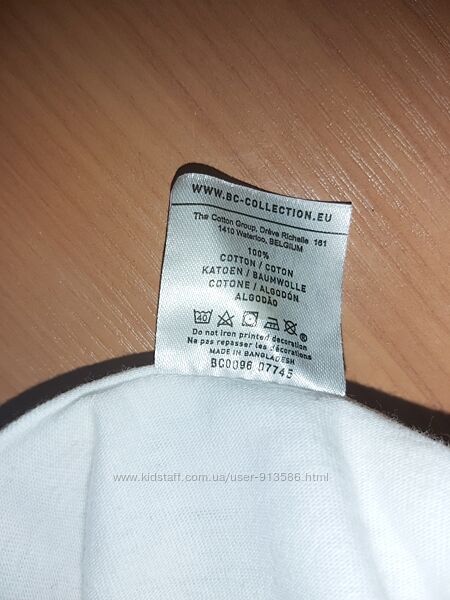 WWW.BC-COLLECTION.EU
The Cotton Group, Drève Richelle 161
1410 Waterloo, BELGIUM
100%
COTTON / COTON
KATOEN / BAUMWOLLE
COTONE / ALGODÓN
ALGODÃO
40
Do not iron printed decoration
Ne pas repasser les décorations
MADE IN BANGLADESH
BC0096 07745
www.kidstaff.com.ua/user-913586.html